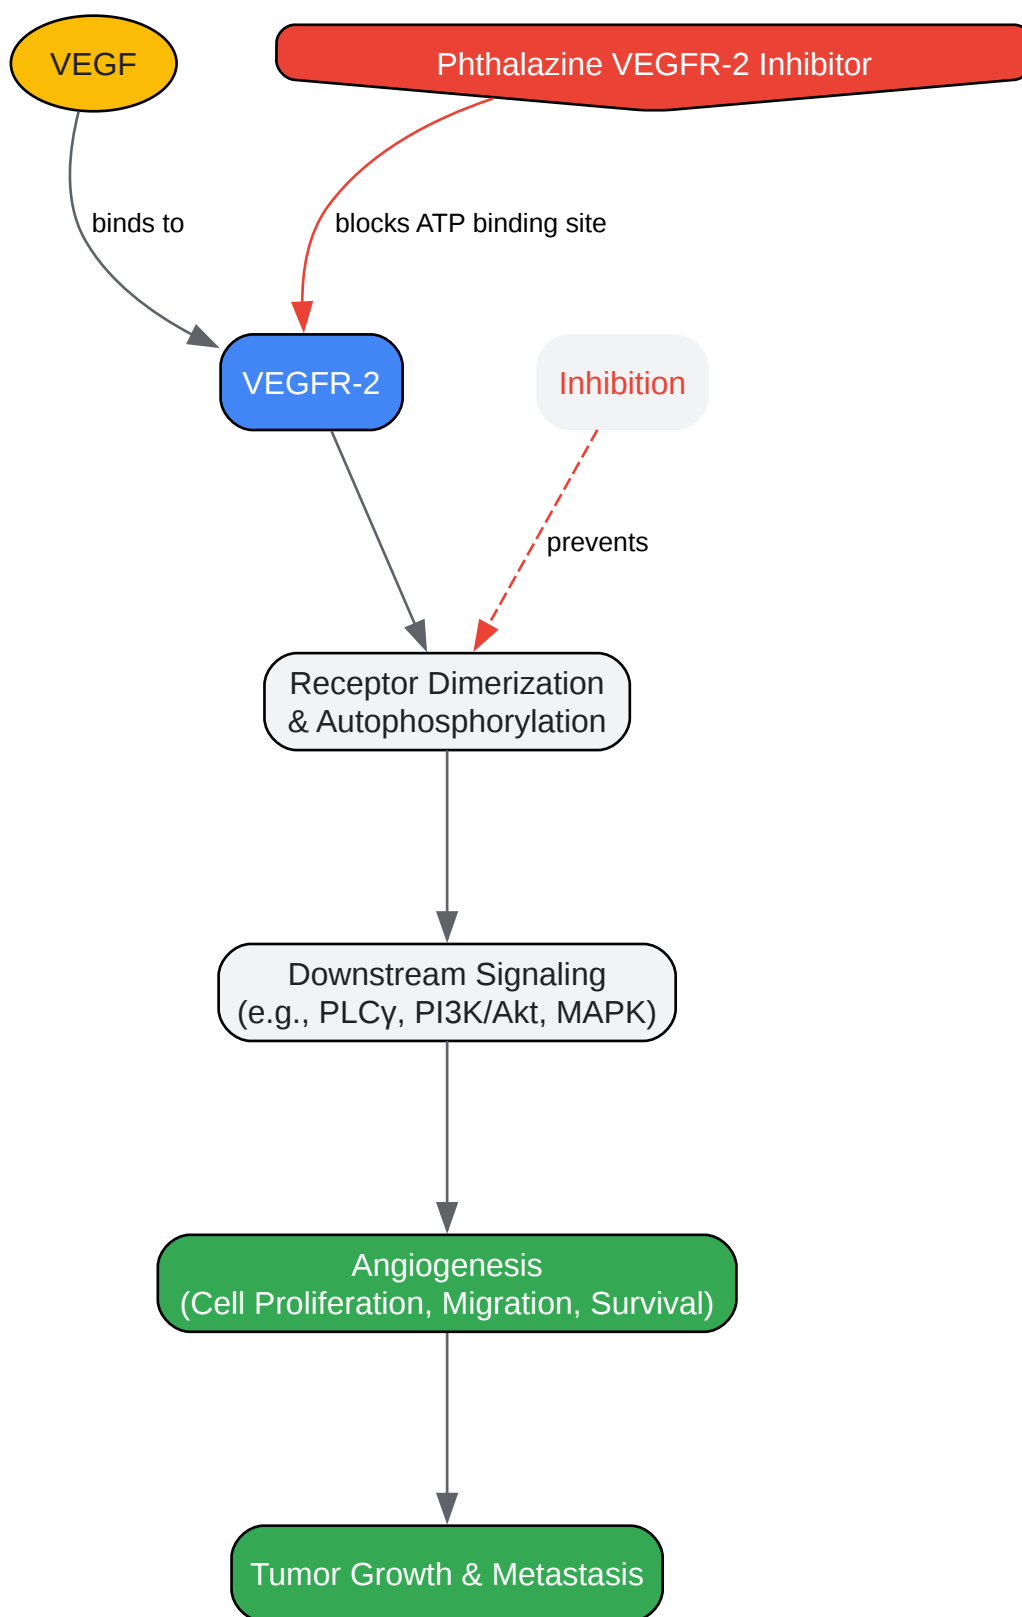 VEGF
Phthalazine VEGFR-2 Inhibitor
binds to
blocks ATP binding site
VEGFR-2
Inhibition
prevents
Receptor Dimerization
& Autophosphorylation
Downstream Signaling
(e.g., PLCγ, PI3K/Akt, MAPK)
Angiogenesis
(Cell Proliferation, Migration, Survival)
Tumor Growth & Metastasis